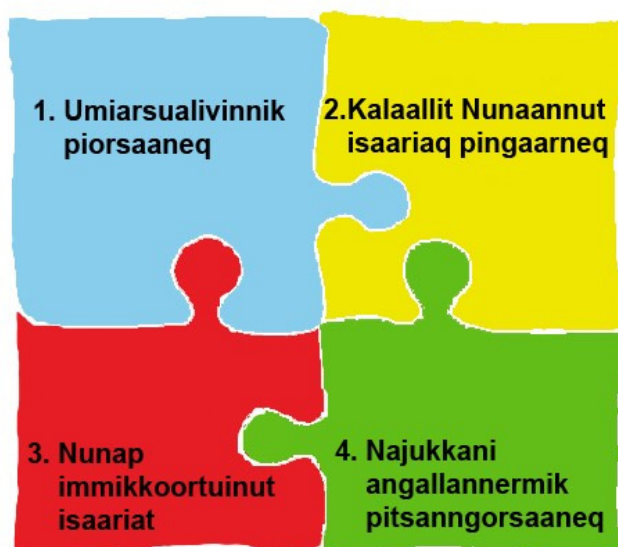 1. Umiarsualivinnik
piorsaaneq
2.Kalaallit Nunaannut
isaariaq pingaarneq
3. Nunap
immikkoortuinut
isaariat
4. Najukkani
angallannermik
pitsanngorsaaneq